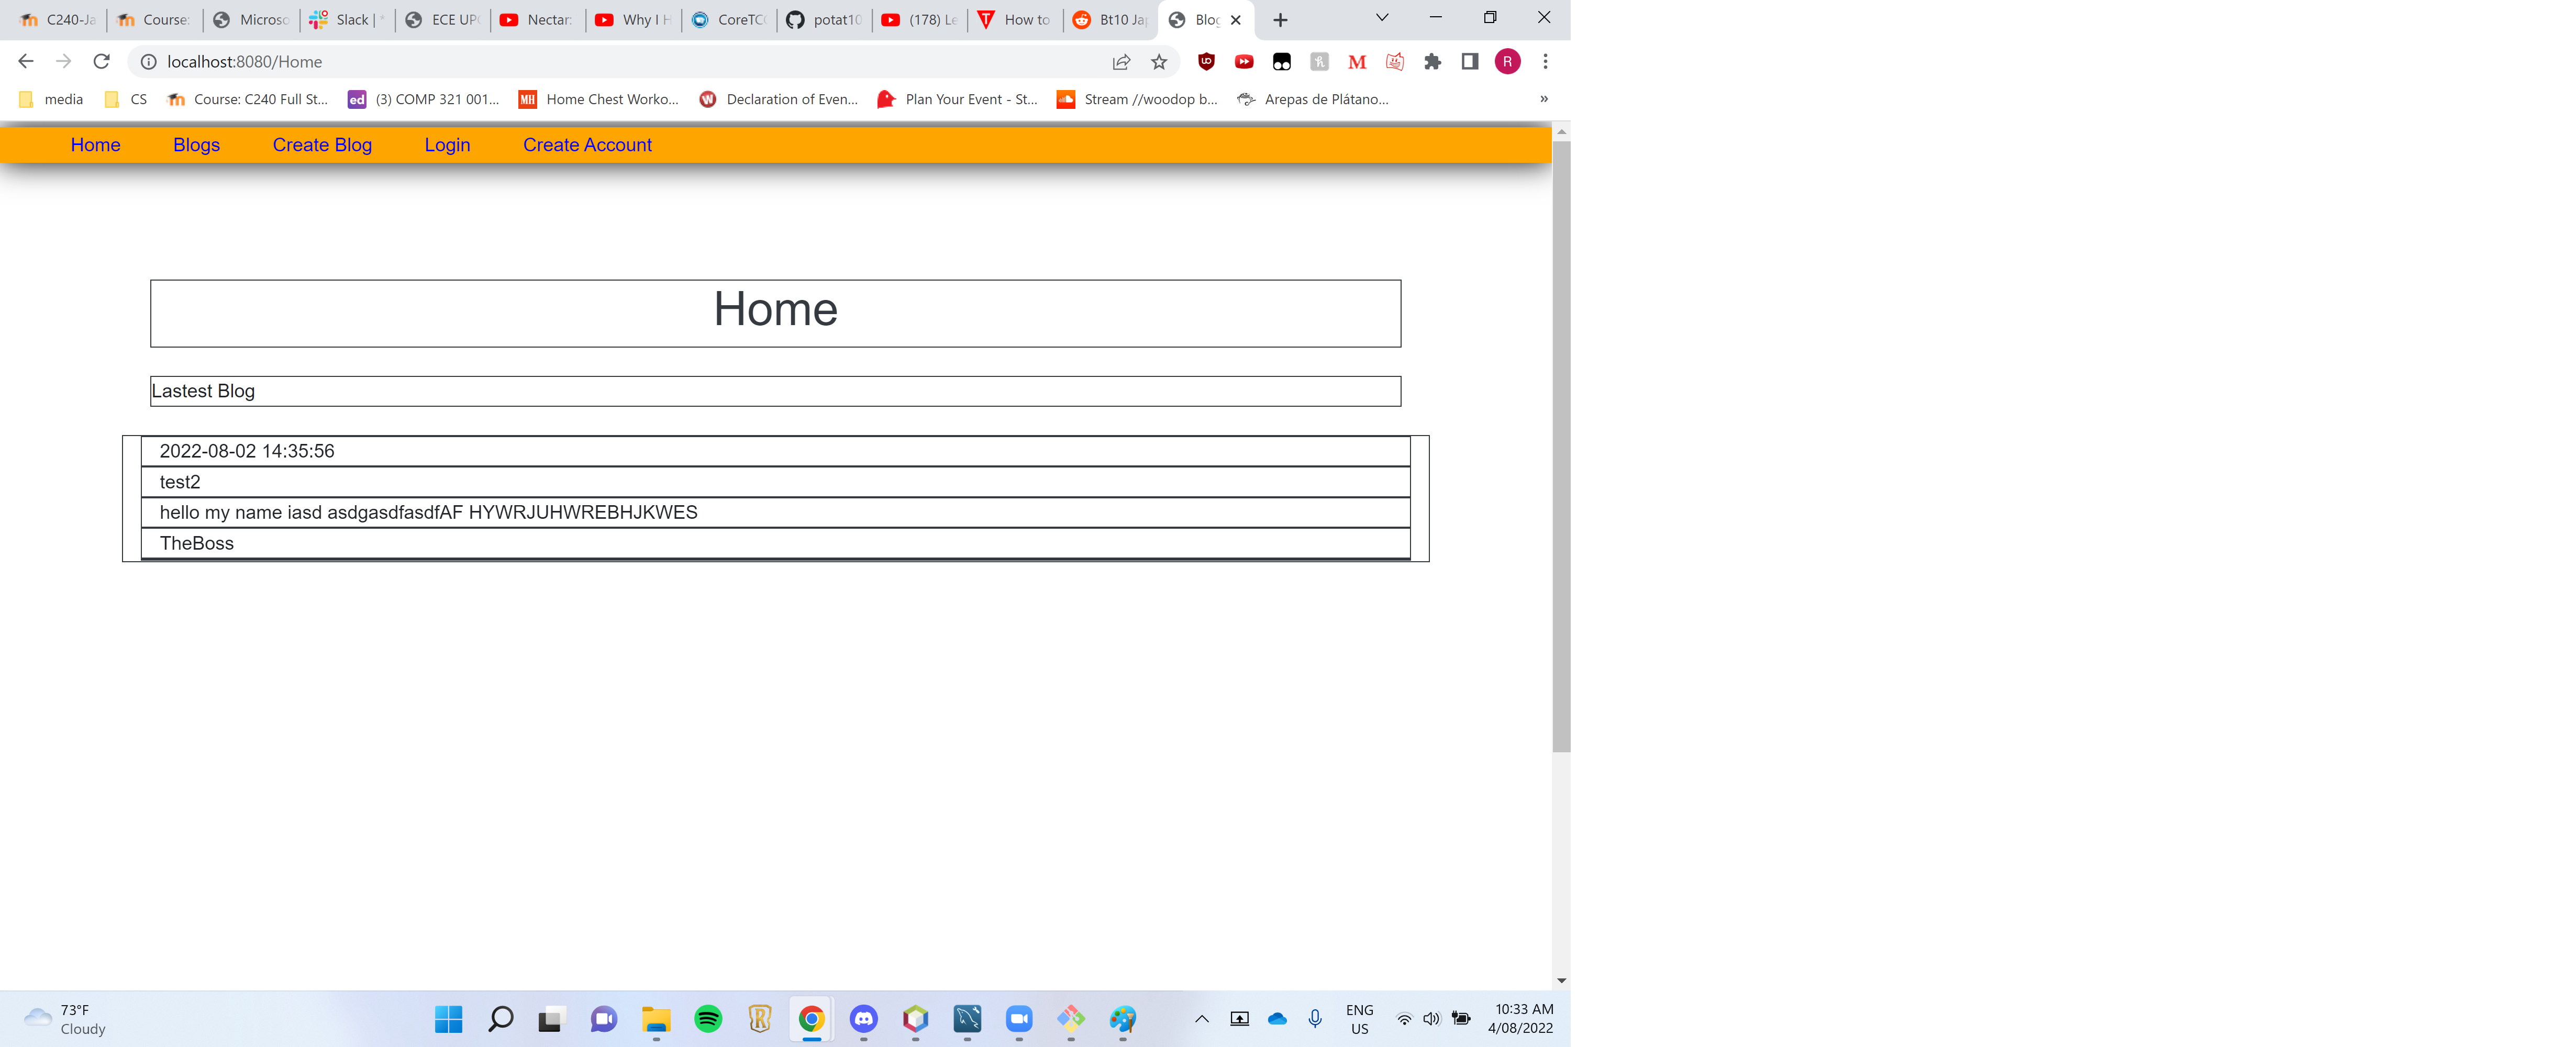 C240-Ja Course: Microso Slack | * ECE UP Nectar: Why I H CoreTC potat10 (178) Le How to Bt10 Ja Blog
localhost:8080/Home R
media CS Course: C240 Full St... ed (3) COMP 321 001... MH Home Chest Worko... W Declaration of Even... Plan Your Event - St... Stream //woodop b... Arepas de Plátano... »
Home Blogs Create Blog Login Create Account
Home
Lastest Blog
2022-08-02 14:35:56
test2
hello my name iasd asdgasdfasdfAF HYWRJUHWREBHJKWES
TheBoss
73°F
Cloudy
ENG
US
10:33 AM
4/08/2022